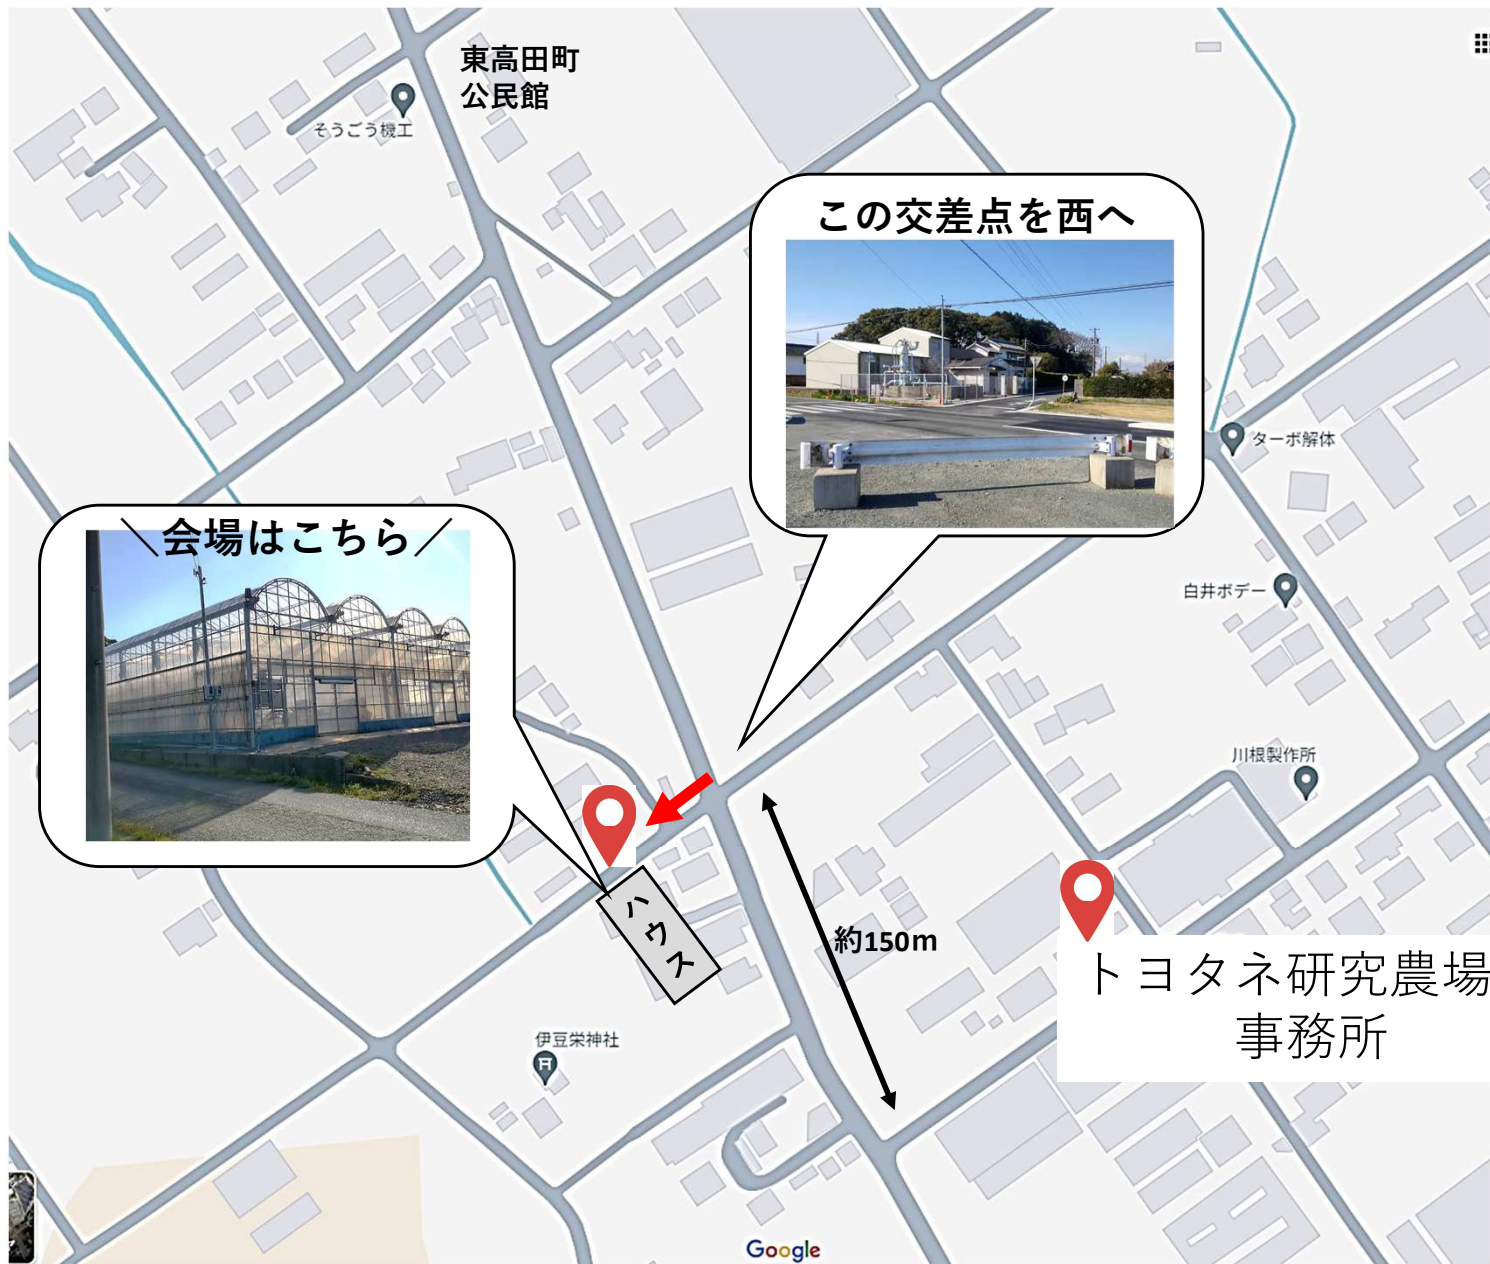 東高田町
公民館
そうごう機工
この交差点を西へ
ターボ解体
＼会場はこちら／
白井ボデー
川根製作所
ハウス
約150m
トヨタネ研究農場
事務所
伊豆栄神社
Google